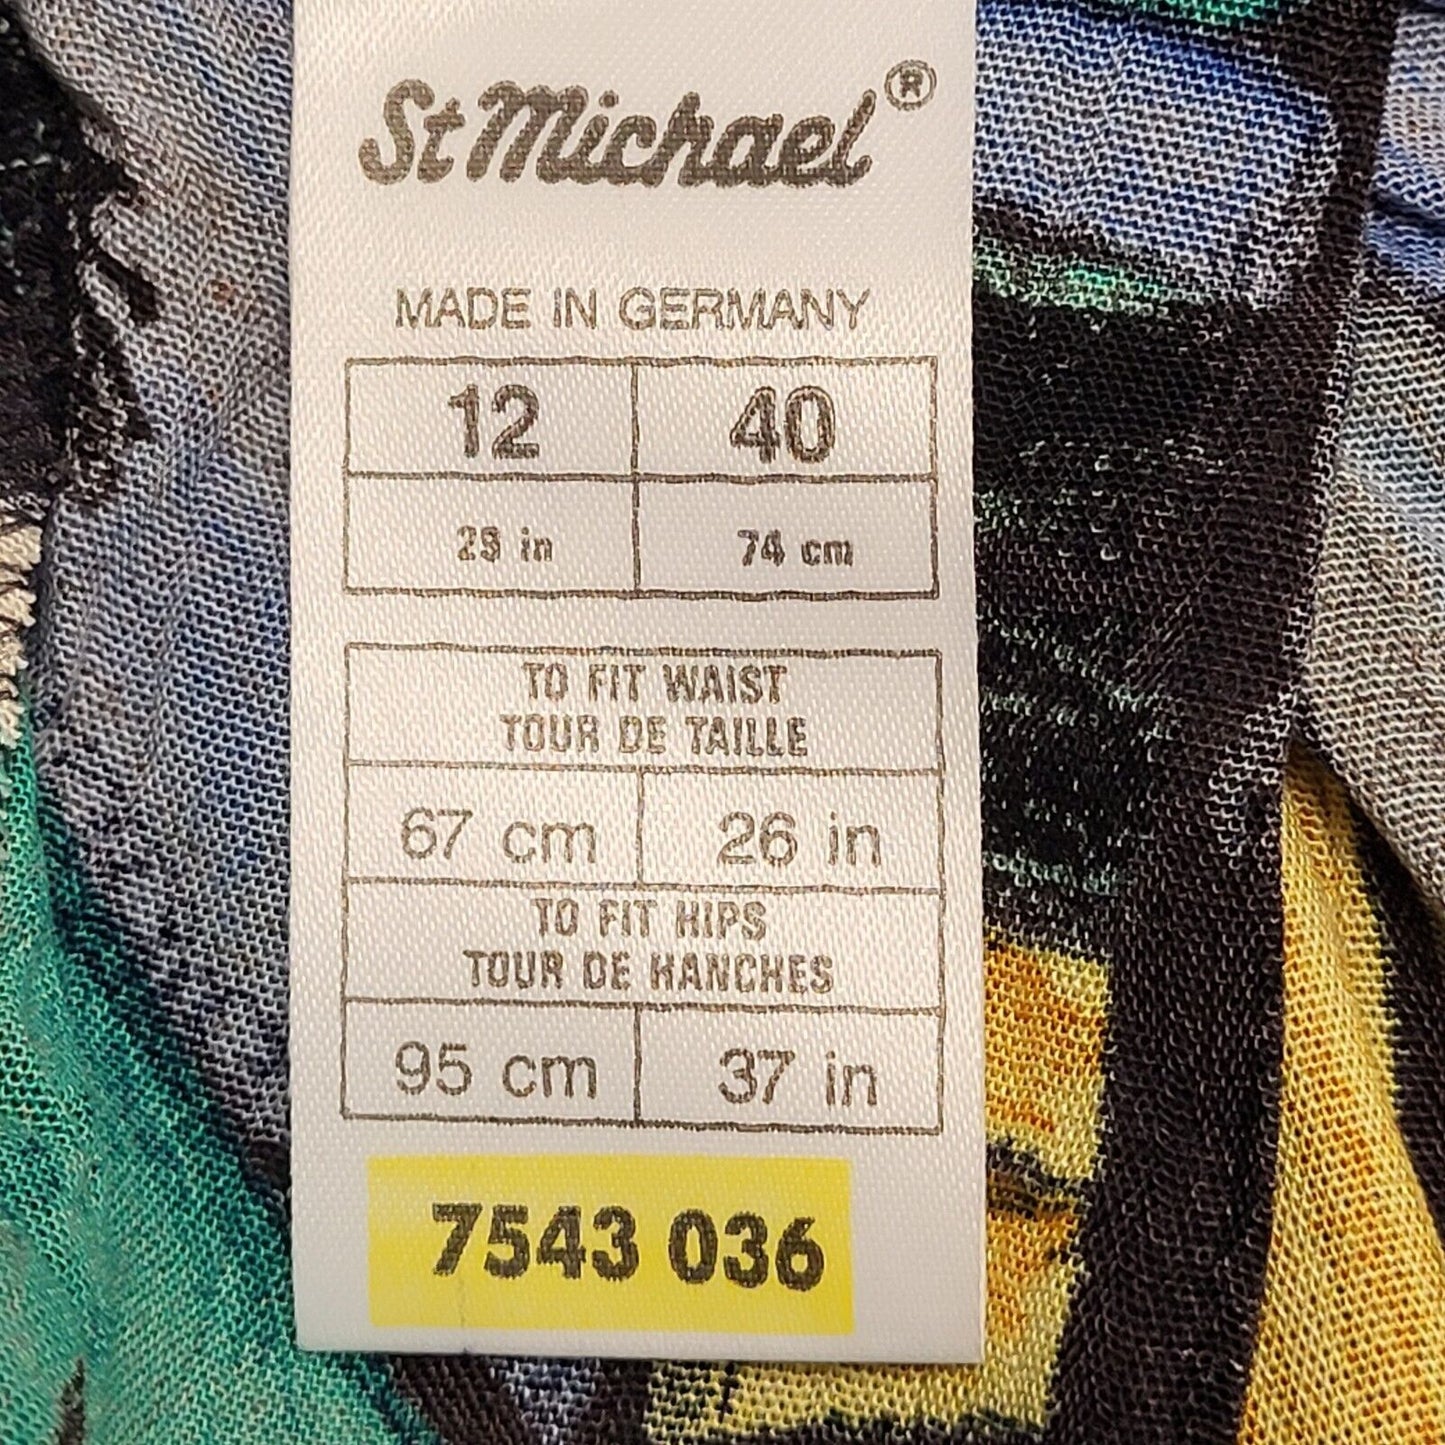 St Michael®
MADE IN GERMANY
12 40
29 in 74 cm
TO FIT WAIST
TOUR DE TAILLE
67 cm 26 in
TO FIT HIPS
TOUR DE HANCHES
95 cm 37 in
7543 036